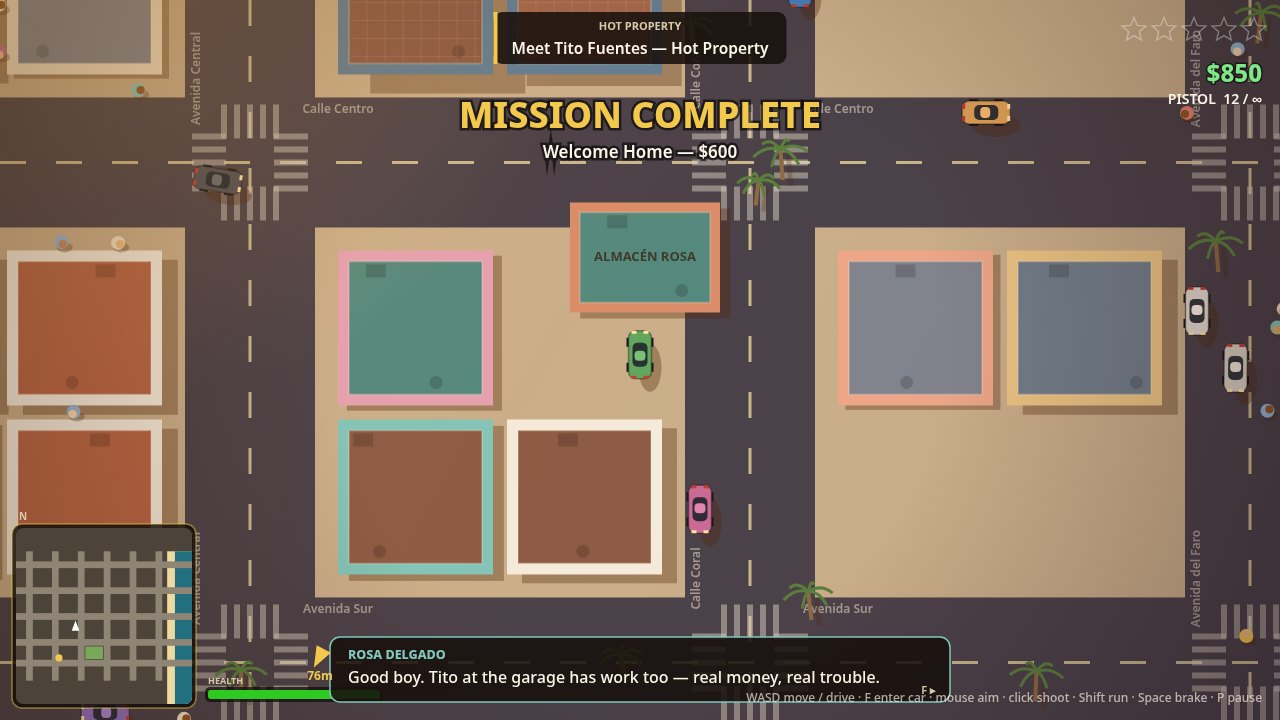 HOT PROPERTY
Meet Tito Fuentes — Hot Property
$850
PISTOL 12 / ∞
MISSION COMPLETE
Welcome Home — $600
Avenida Central
Calle Centro
Calle Co
le Centro
Avenida del Faro
ALMACÉN ROSA
N
Avenida Central
Calle Coral
Avenida del Faro
Avenida Sur
Avenida Sur
76m
HEALTH
ROSA DELGADO
Good boy. Tito at the garage has work too — real money, real trouble.
F ▸
WASD move / drive · F enter car · mouse aim · click shoot · Shift run · Space brake · P pause